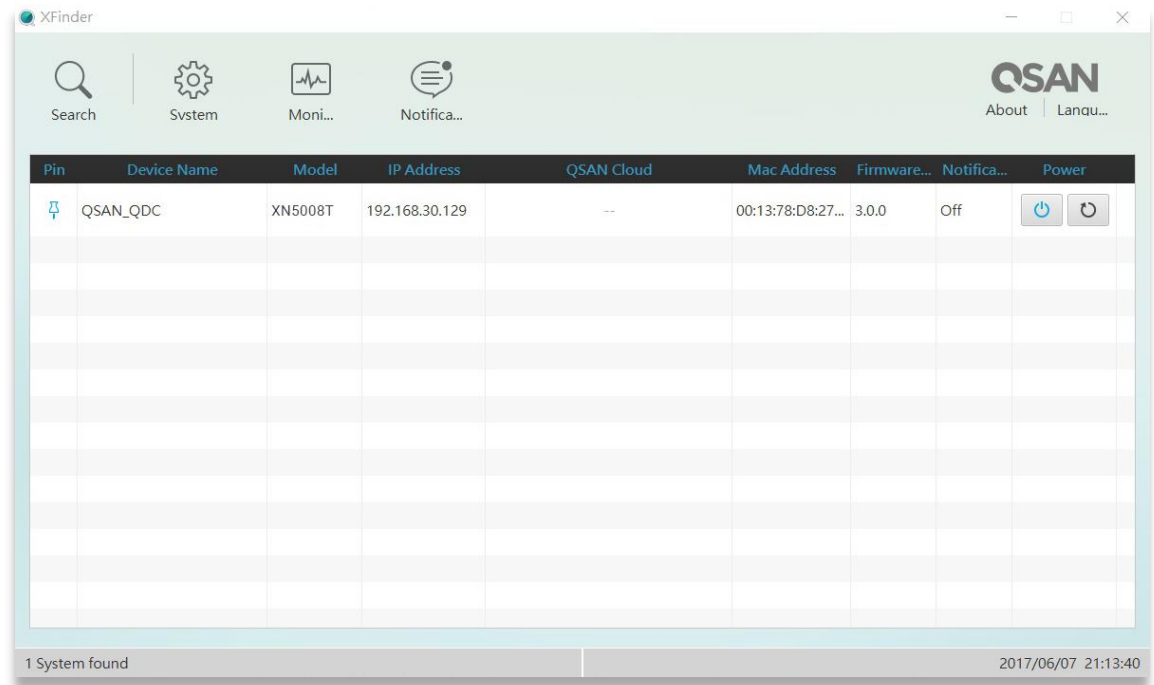 XFinder
Search System Moni... Notifica...
QSAN
About Langu...
Pin Device Name Model IP Address QSAN Cloud Mac Address Firmware... Notifica... Power
QSAN_QDC XN5008T 192.168.30.129 -- 00:13:78:D8:27... 3.0.0 Off
1 System found 2017/06/07 21:13:40